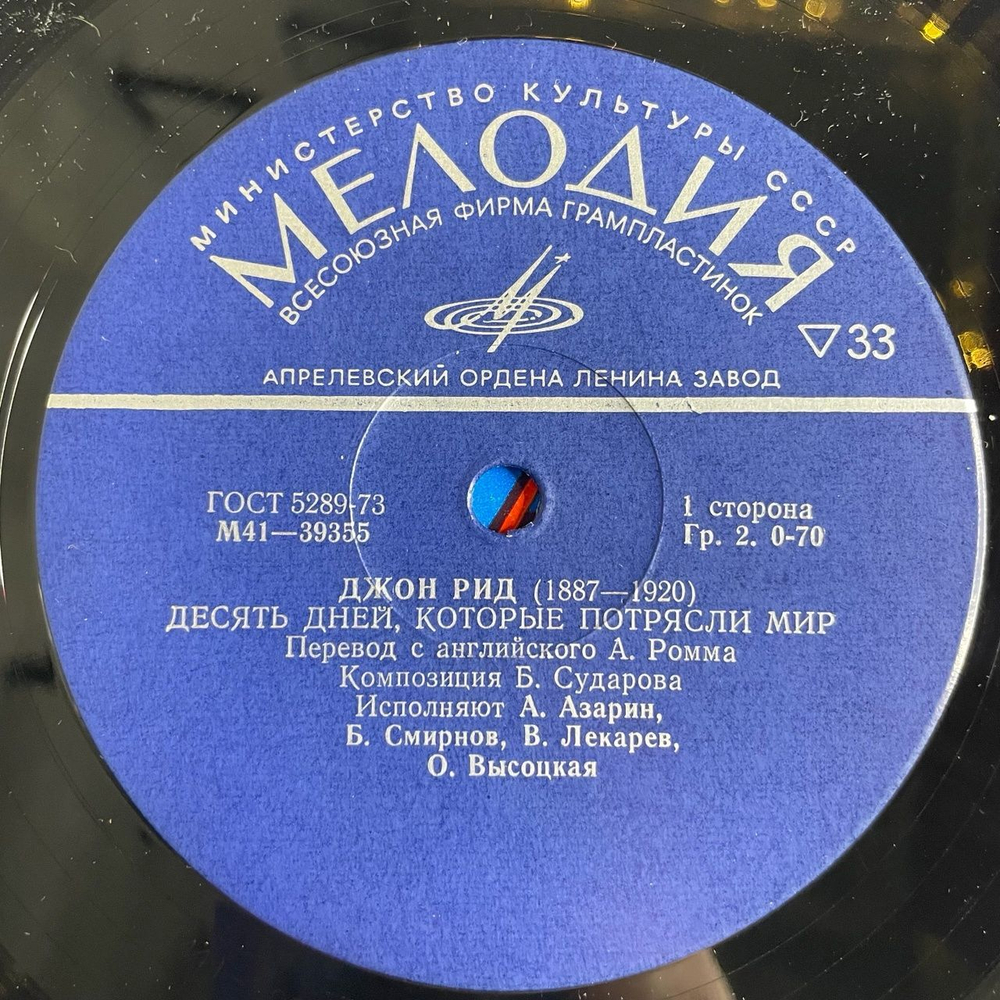 МИНИСТЕРСТВО КУЛЬТУРЫ СССР
МЕЛОДИЯ
ВСЕСОЮЗНАЯ ФИРМА ГРАМПЛАСТИНОК
▽33
АПРЕЛЕВСКИЙ ОРДЕНА ЛЕНИНА ЗАВОД
ГОСТ 5289-73
М41—39355
1 сторона
Гр. 2. 0-70
ДЖОН РИД (1887—1920)
ДЕСЯТЬ ДНЕЙ, КОТОРЫЕ ПОТРЯСЛИ МИР
Перевод с английского А. Ромма
Композиция Б. Сударова
Исполняют А. Азарин,
Б. Смирнов, В. Лекарев,
О. Высоцкая